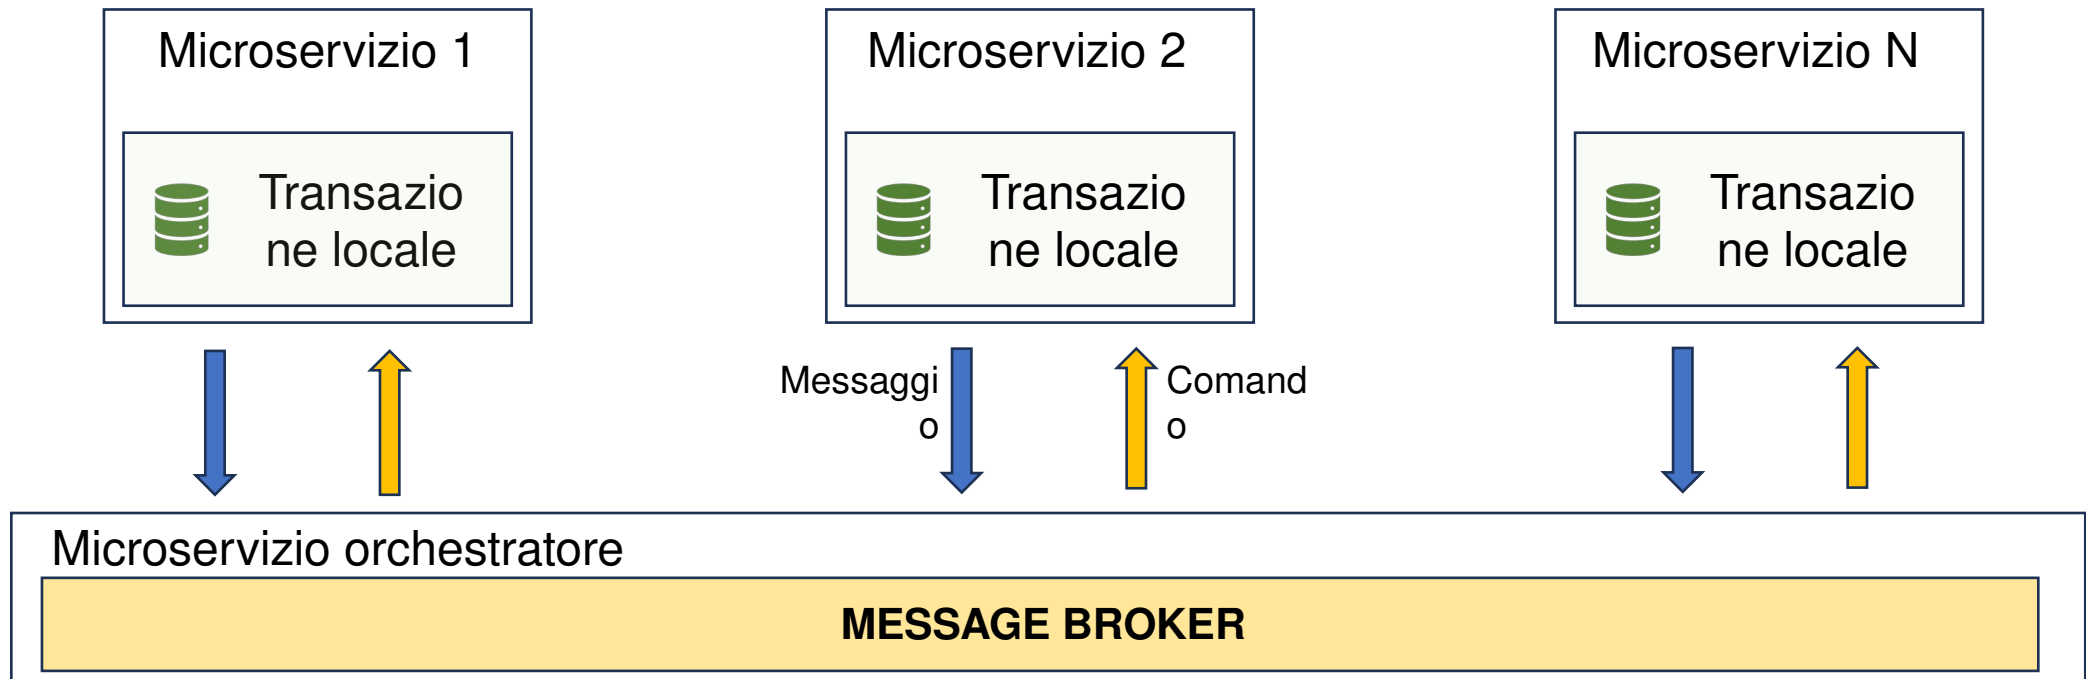 Microservizio 1
Microservizio 2
Microservizio N
Transazio
ne locale
Transazio
ne locale
Transazio
ne locale
Messaggi
o
Comand
o
Microservizio orchestratore
MESSAGE BROKER